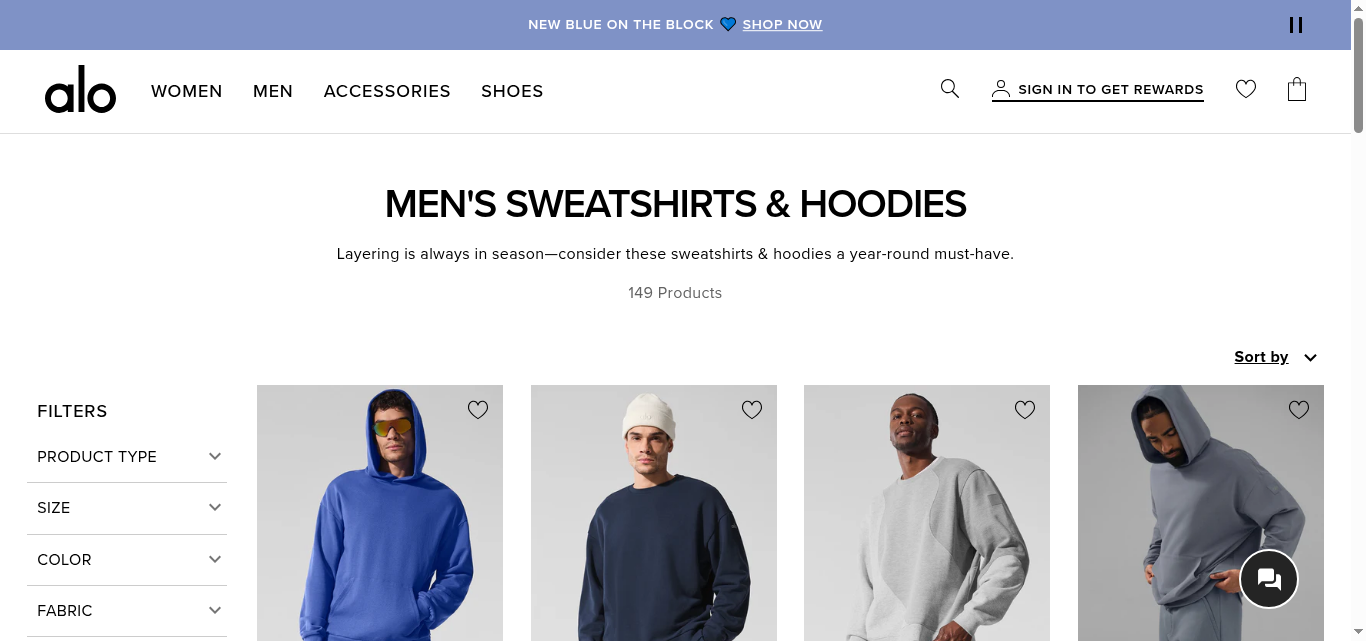 NEW BLUE ON THE BLOCK 💙 SHOP NOW
alo
WOMEN MEN ACCESSORIES SHOES
SIGN IN TO GET REWARDS
MEN'S SWEATSHIRTS & HOODIES
Layering is always in season—consider these sweatshirts & hoodies a year-round must-have.
149 Products
Sort by
FILTERS
PRODUCT TYPE
SIZE
COLOR
FABRIC